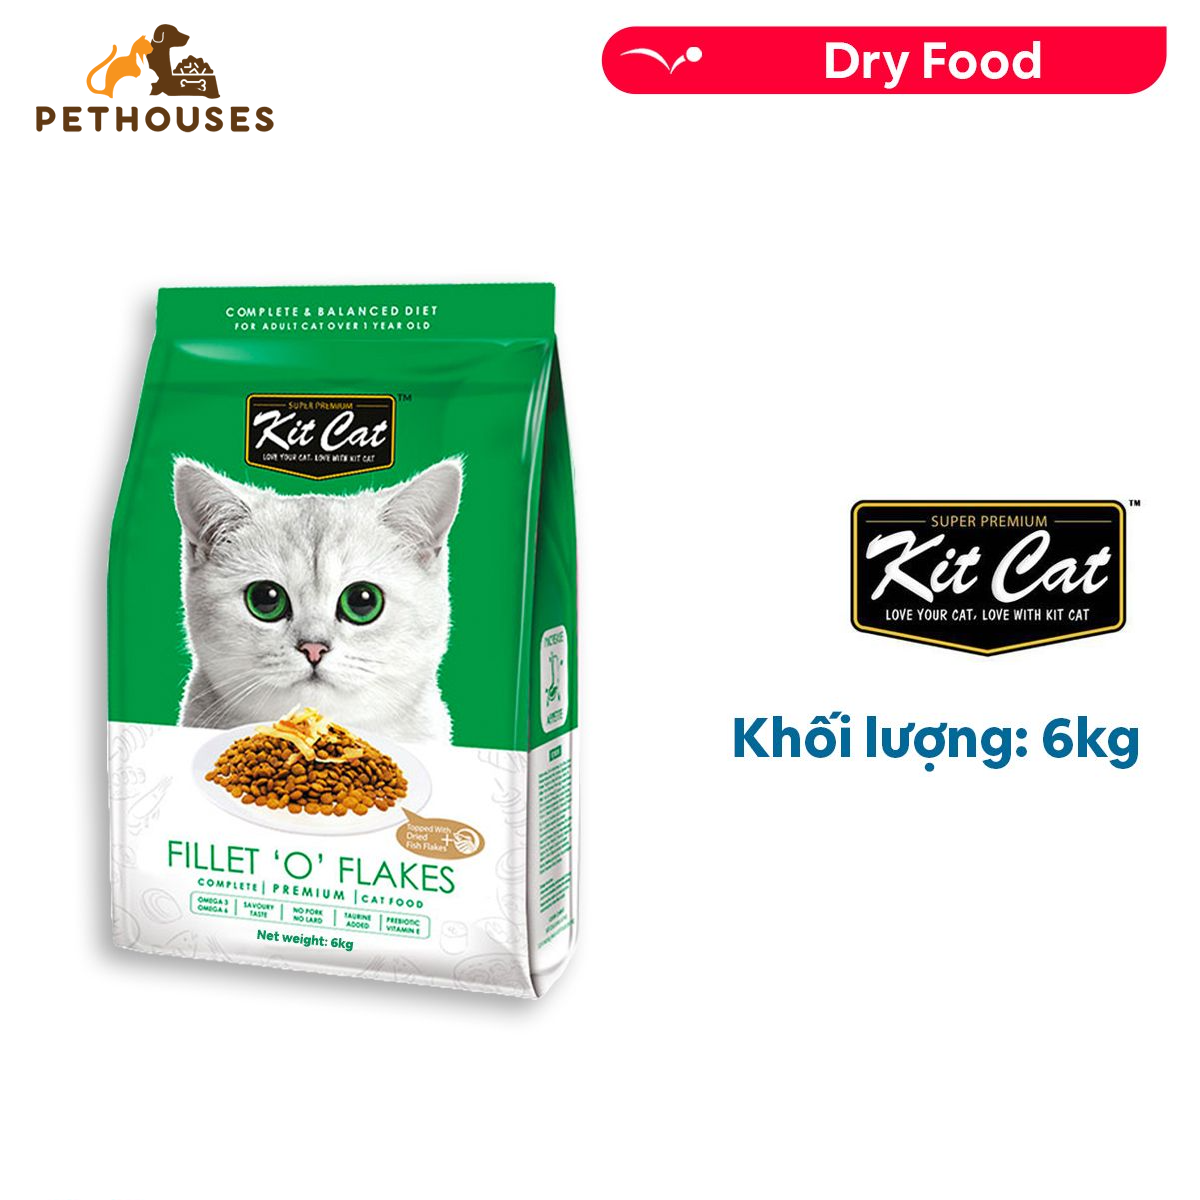 PETHOUSES
Dry Food
COMPLETE & BALANCED DIET
FOR ADULT CAT OVER 1 YEAR OLD
SUPER PREMIUM
Kit Cat
TM
LOVE YOUR CAT, LOVE WITH KIT CAT
APPETITE
Topped With
Dried
Fish Flakes
+
FILLET 'O' FLAKES
COMPLETE | PREMIUM | CAT FOOD
OMEGA 3
OMEGA 6
SAVOURY
TASTE
NO PORK
NO LARD
TAURINE
ADDED
PREBIOTIC
VITAMIN E
Net weight: 6kg
SUPER PREMIUM
Kit Cat
TM
LOVE YOUR CAT, LOVE WITH KIT CAT
Khối lượng: 6kg